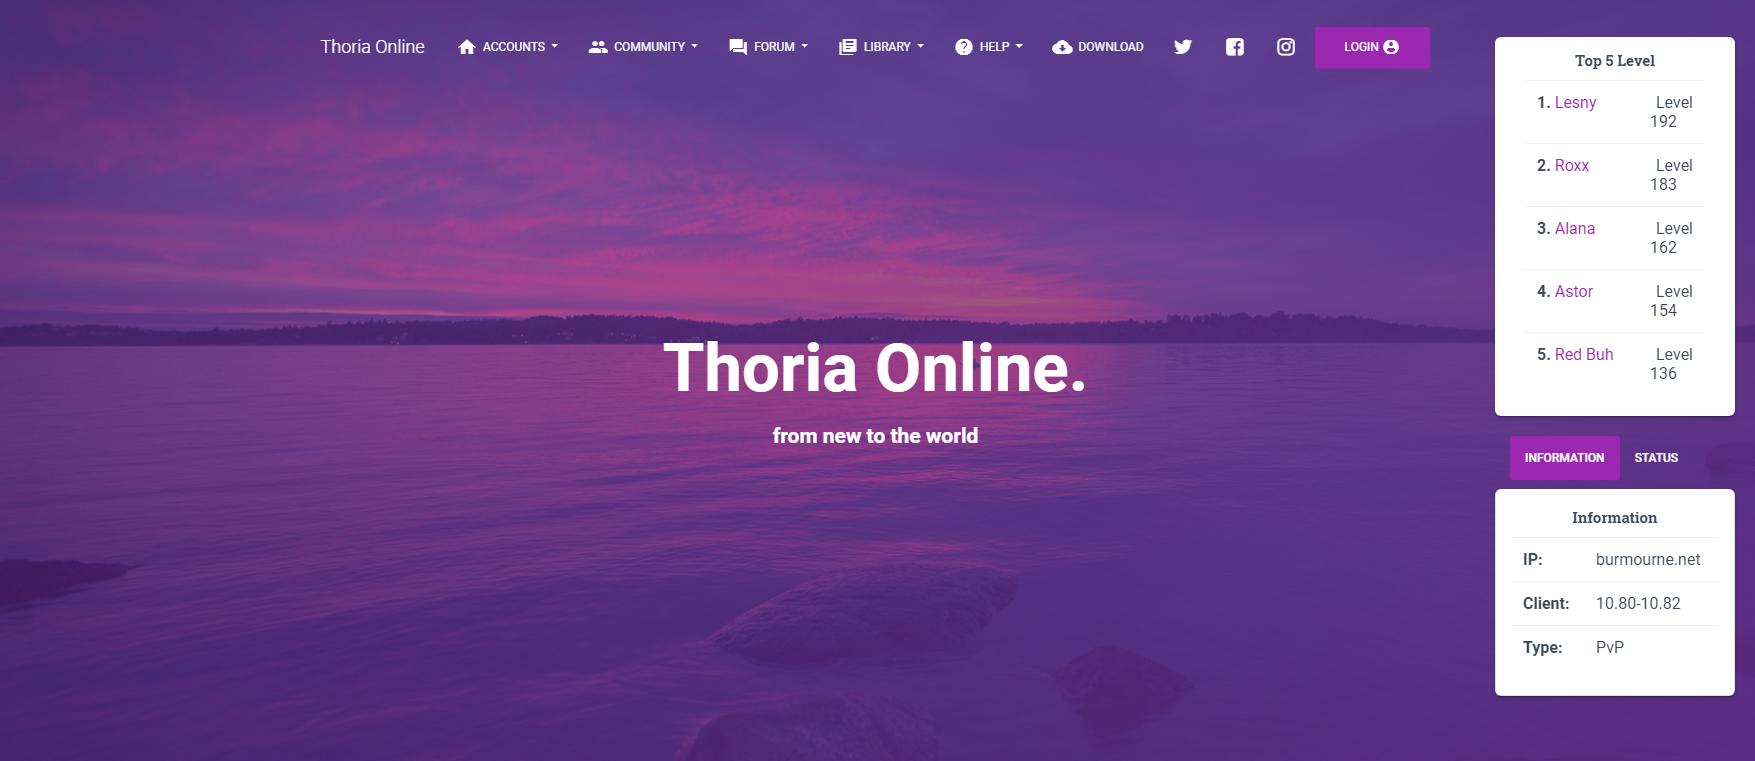 Thoria Online ACCOUNTS COMMUNITY FORUM LIBRARY HELP DOWNLOAD LOGIN
Thoria Online.
from new to the world
Top 5 Level
1. Lesny Level
192
2. Roxx Level
183
3. Alana Level
162
4. Astor Level
154
5. Red Buh Level
136
INFORMATION STATUS
Information
IP: burmourne.net
Client: 10.80-10.82
Type: PvP